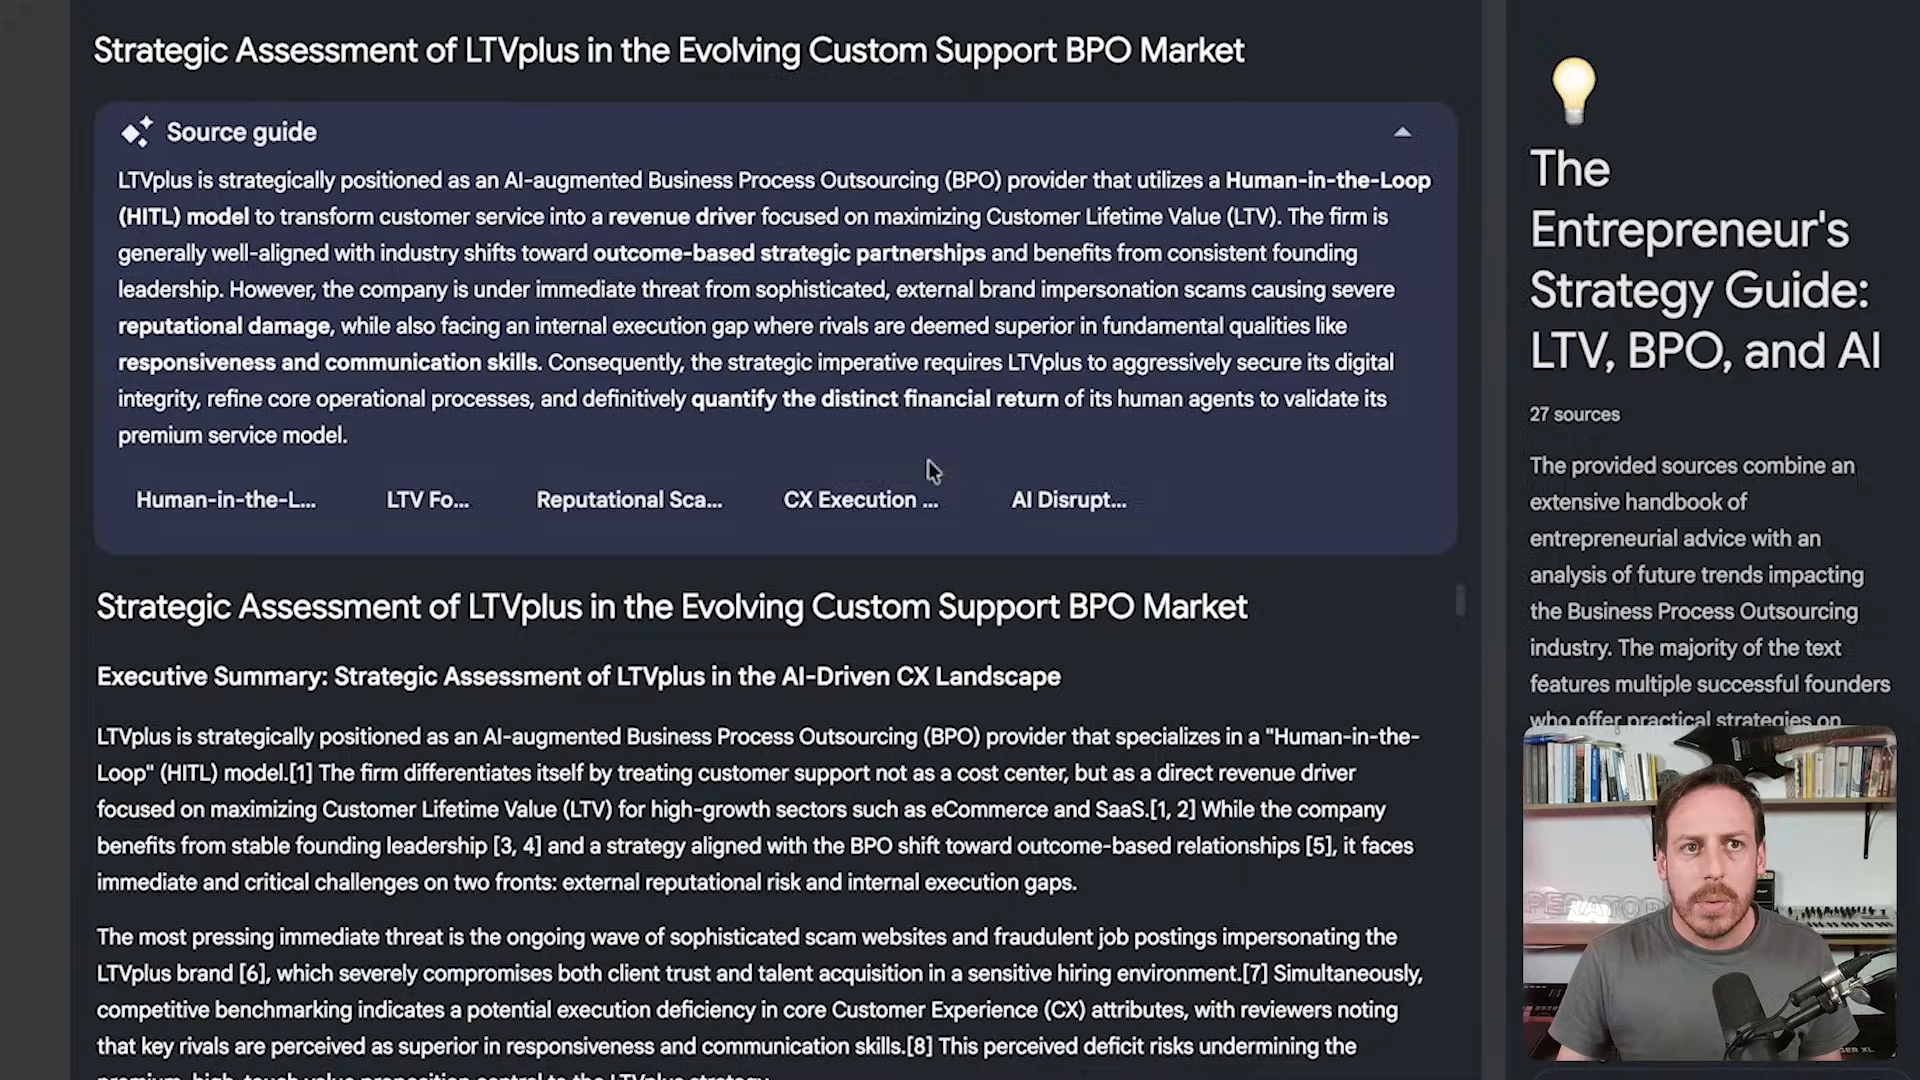 Strategic Assessment of LTVplus in the Evolving Custom Support BPO Market
Source guide
LTVplus is strategically positioned as an AI-augmented Business Process Outsourcing (BPO) provider that utilizes a Human-in-the-Loop
(HITL) model to transform customer service into a revenue driver focused on maximizing Customer Lifetime Value (LTV). The firm is
generally well-aligned with industry shifts toward outcome-based strategic partnerships and benefits from consistent founding
leadership. However, the company is under immediate threat from sophisticated, external brand impersonation scams causing severe
reputational damage, while also facing an internal execution gap where rivals are deemed superior in fundamental qualities like
responsiveness and communication skills. Consequently, the strategic imperative requires LTVplus to aggressively secure its digital
integrity, refine core operational processes, and definitively quantify the distinct financial return of its human agents to validate its
premium service model.
Human-in-the-L... LTV Fo... Reputational Sca... CX Execution ... AI Disrupt...
Strategic Assessment of LTVplus in the Evolving Custom Support BPO Market
Executive Summary: Strategic Assessment of LTVplus in the AI-Driven CX Landscape
LTVplus is strategically positioned as an AI-augmented Business Process Outsourcing (BPO) provider that specializes in a "Human-in-the-
Loop" (HITL) model.[1] The firm differentiates itself by treating customer support not as a cost center, but as a direct revenue driver
focused on maximizing Customer Lifetime Value (LTV) for high-growth sectors such as eCommerce and SaaS.[1, 2] While the company
benefits from stable founding leadership [3, 4] and a strategy aligned with the BPO shift toward outcome-based relationships [5], it faces
immediate and critical challenges on two fronts: external reputational risk and internal execution gaps.
The most pressing immediate threat is the ongoing wave of sophisticated scam websites and fraudulent job postings impersonating the
LTVplus brand [6], which severely compromises both client trust and talent acquisition in a sensitive hiring environment.[7] Simultaneously,
competitive benchmarking indicates a potential execution deficiency in core Customer Experience (CX) attributes, with reviewers noting
that key rivals are perceived as superior in responsiveness and communication skills.[8] This perceived deficit risks undermining the
The
Entrepreneur's
Strategy Guide:
LTV, BPO, and AI
27 sources
The provided sources combine an
extensive handbook of
entrepreneurial advice with an
analysis of future trends impacting
the Business Process Outsourcing
industry. The majority of the text
features multiple successful founders
who offer practical strategies on